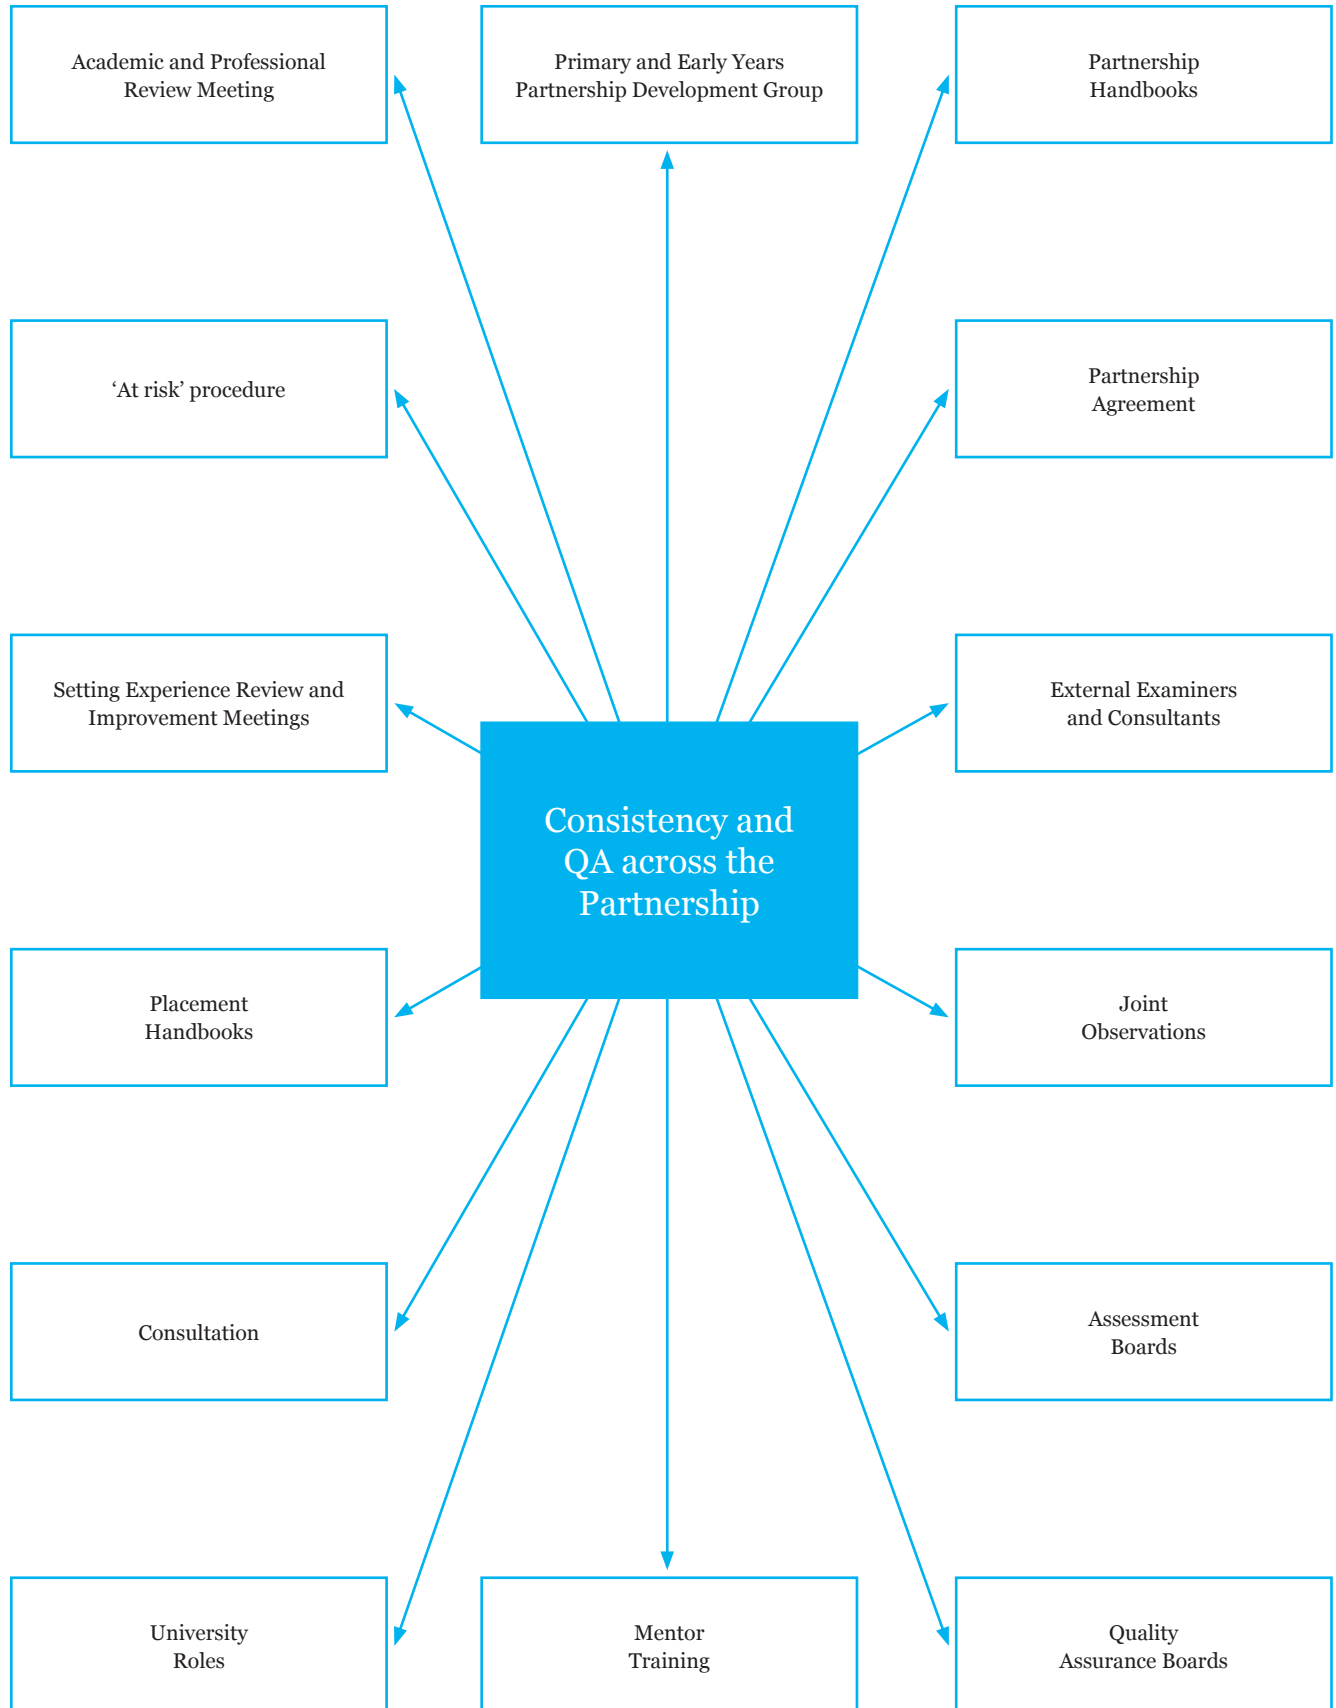 Academic and Professional
Review Meeting
Primary and Early Years
Partnership Development Group
Partnership
Handbooks
‘At risk’ procedure
Partnership
Agreement
Setting Experience Review and
Improvement Meetings
External Examiners
and Consultants
Consistency and
QA across the
Partnership
Placement
Handbooks
Joint
Observations
Consultation
Assessment
Boards
University
Roles
Mentor
Training
Quality
Assurance Boards